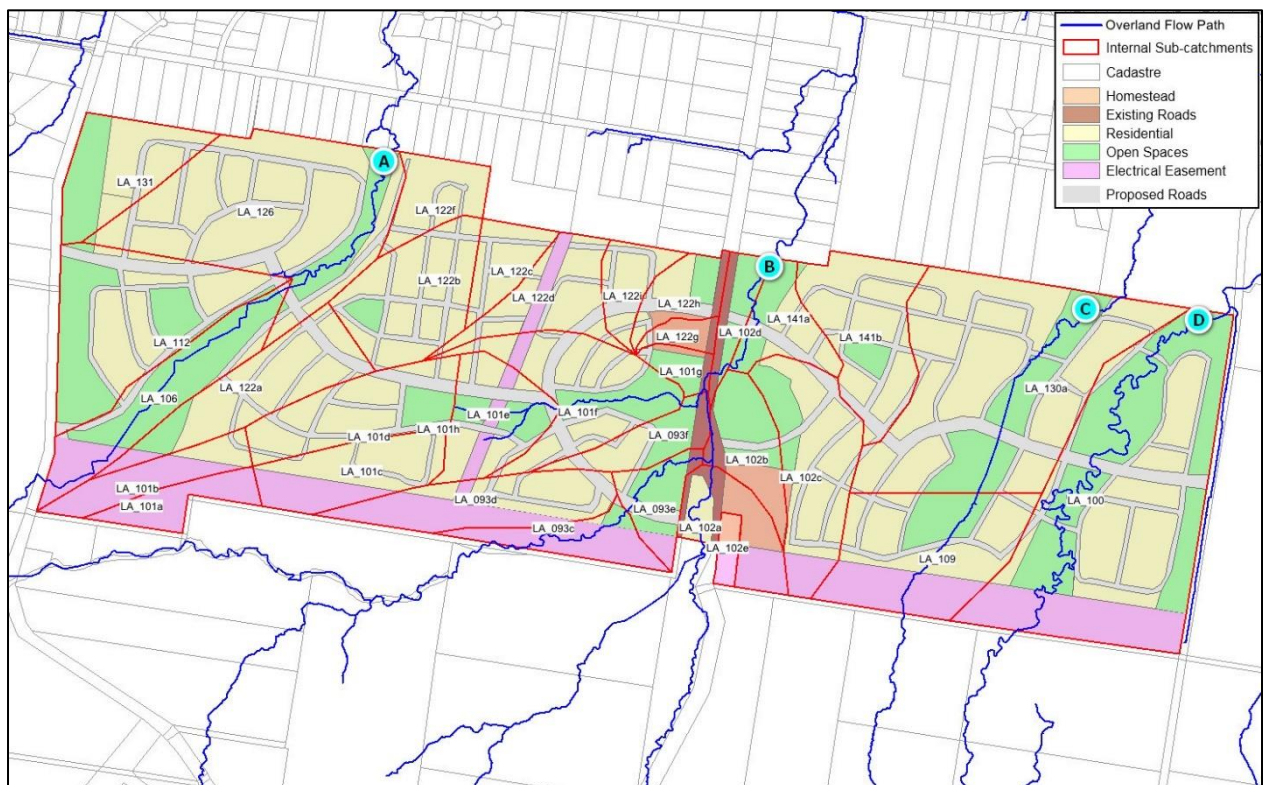 Overland Flow Path
Internal Sub-catchments
Cadastre
Homestead
Existing Roads
Residential
Open Spaces
Electrical Easement
Proposed Roads
A
LA_131
LA_126
LA_122f
B
LA_122c
LA_122b
LA_122d
LA_122i
LA_122h
C
D
LA_141a
LA_102d
LA_122g
LA_141b
LA_112
LA_101g
LA_122a
LA_130a
LA_106
LA_101e
LA_101f
LA_101h
LA_101d
LA_093f
LA_101c
LA_102b
LA_102c
LA_101b
LA_101a
LA_093d
LA_100
LA_093e
LA_093c
LA_102a
LA_102e
LA_109